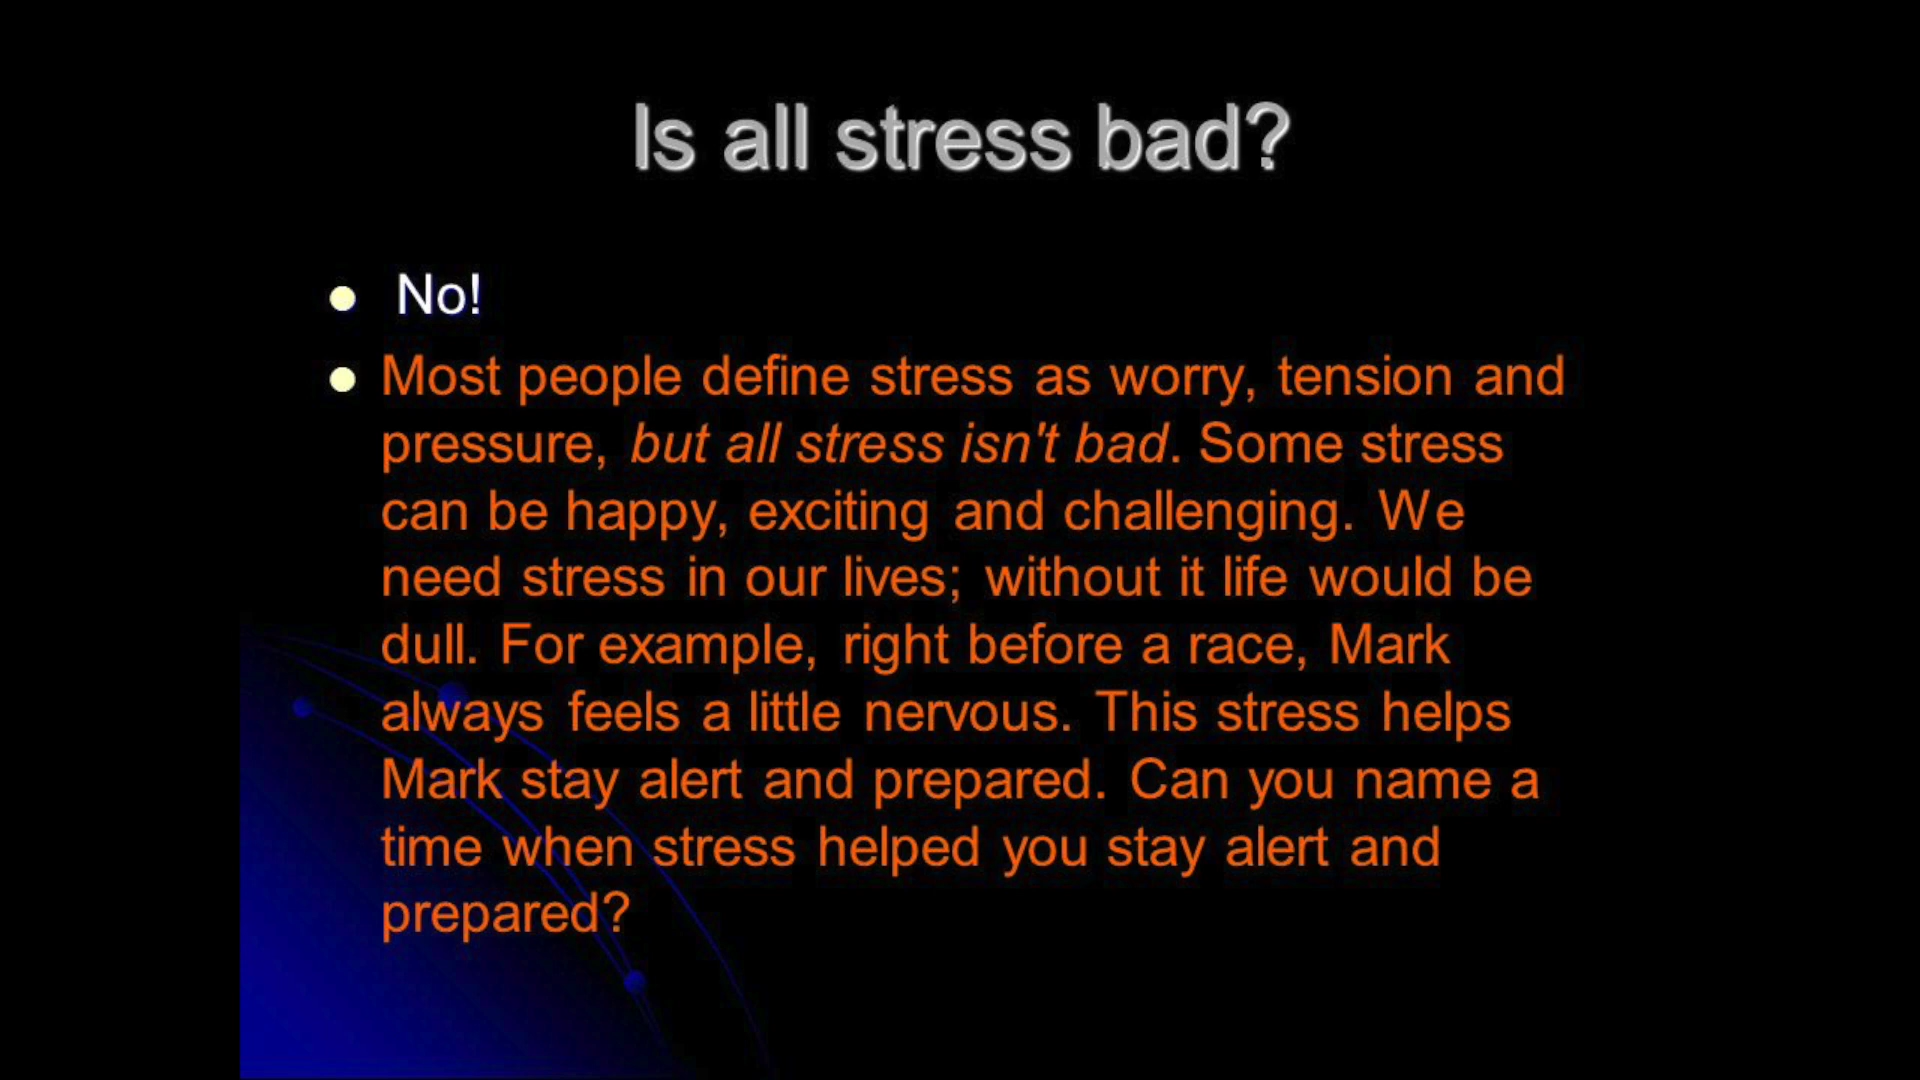 Is all stress bad?
No!
Most people define stress as worry, tension and
pressure, but all stress isn't bad. Some stress
can be happy, exciting and challenging. We
need stress in our lives; without it life would be
dull. For example, right before a race, Mark
always feels a little nervous. This stress helps
Mark stay alert and prepared. Can you name a
time when stress helped you stay alert and
prepared?